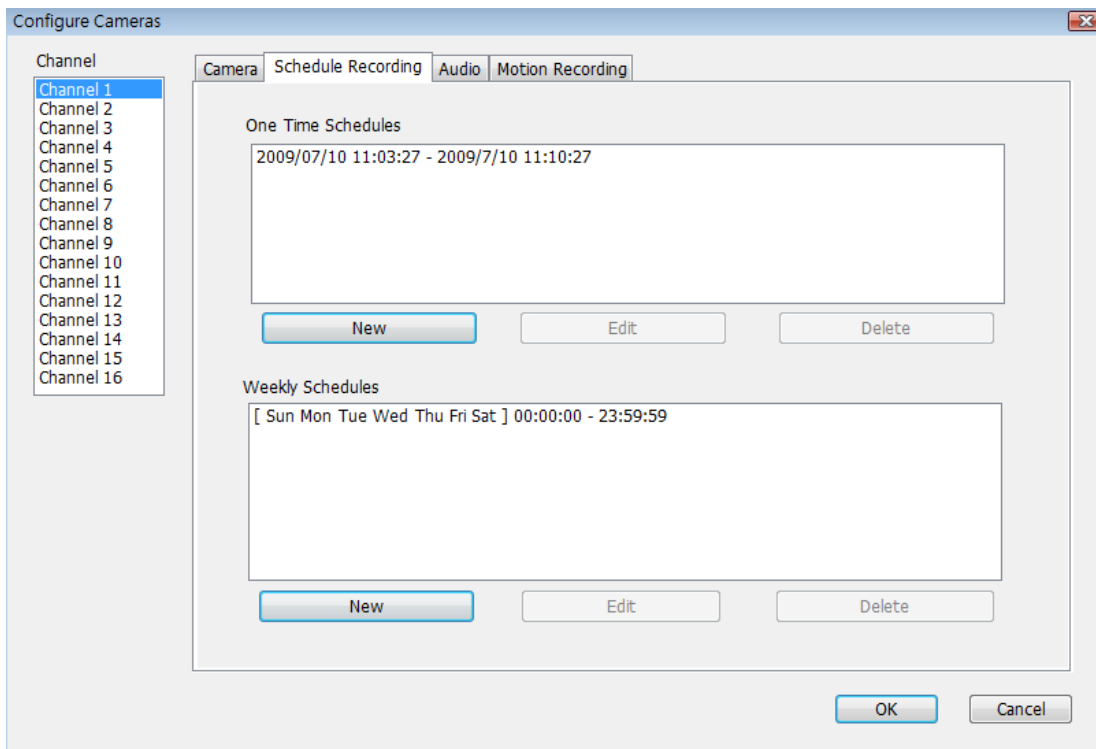 Configure Cameras
Channel
Channel 1
Channel 2
Channel 3
Channel 4
Channel 5
Channel 6
Channel 7
Channel 8
Channel 9
Channel 10
Channel 11
Channel 12
Channel 13
Channel 14
Channel 15
Channel 16
Camera Schedule Recording Audio Motion Recording
One Time Schedules
2009/07/10 11:03:27 - 2009/7/10 11:10:27
New Edit Delete
Weekly Schedules
[ Sun Mon Tue Wed Thu Fri Sat ] 00:00:00 - 23:59:59
New Edit Delete
OK Cancel